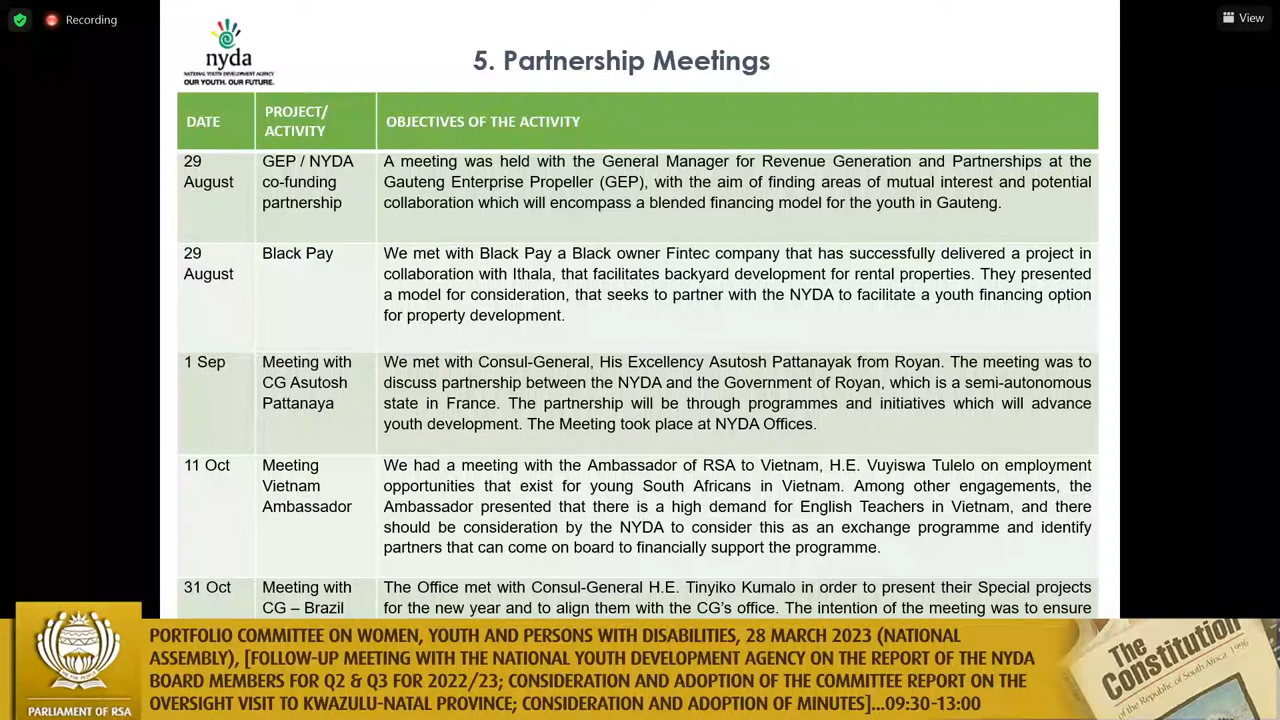 Recording
View
nyda
NATIONAL YOUTH DEVELOPMENT AGENCY
OUR YOUTH. OUR FUTURE.
5. Partnership Meetings
DATE
PROJECT/
ACTIVITY
OBJECTIVES OF THE ACTIVITY
29
August
GEP / NYDA
co-funding
partnership
A meeting was held with the General Manager for Revenue Generation and Partnerships at the
Gauteng Enterprise Propeller (GEP), with the aim of finding areas of mutual interest and potential
collaboration which will encompass a blended financing model for the youth in Gauteng.
29
August
Black Pay
We met with Black Pay a Black owner Fintec company that has successfully delivered a project in
collaboration with Ithala, that facilitates backyard development for rental properties. They presented
a model for consideration, that seeks to partner with the NYDA to facilitate a youth financing option
for property development.
1 Sep
Meeting with
CG Asutosh
Pattanaya
We met with Consul-General, His Excellency Asutosh Pattanayak from Royan. The meeting was to
discuss partnership between the NYDA and the Government of Royan, which is a semi-autonomous
state in France. The partnership will be through programmes and initiatives which will advance
youth development. The Meeting took place at NYDA Offices.
11 Oct
Meeting
Vietnam
Ambassador
We had a meeting with the Ambassador of RSA to Vietnam, H.E. Vuyiswa Tulelo on employment
opportunities that exist for young South Africans in Vietnam. Among other engagements, the
Ambassador presented that there is a high demand for English Teachers in Vietnam, and there
should be consideration by the NYDA to consider this as an exchange programme and identify
partners that can come on board to financially support the programme.
31 Oct
Meeting with
CG – Brazil
The Office met with Consul-General H.E. Tinyiko Kumalo in order to present their Special projects
for the new year and to align them with the CG's office. The intention of the meeting was to ensure
PORTFOLIO COMMITTEE ON WOMEN, YOUTH AND PERSONS WITH DISABILITIES, 28 MARCH 2023 (NATIONAL
ASSEMBLY), [FOLLOW-UP MEETING WITH THE NATIONAL YOUTH DEVELOPMENT AGENCY ON THE REPORT OF THE NYDA
BOARD MEMBERS FOR Q2 & Q3 FOR 2022/23; CONSIDERATION AND ADOPTION OF THE COMMITTEE REPORT ON THE
OVERSIGHT VISIT TO KWAZULU-NATAL PROVINCE; CONSIDERATION AND ADOPTION OF MINUTES]...09:30-13:00
PARLIAMENT OF RSA
The
Constitution
of the Republic of South Africa, 1996